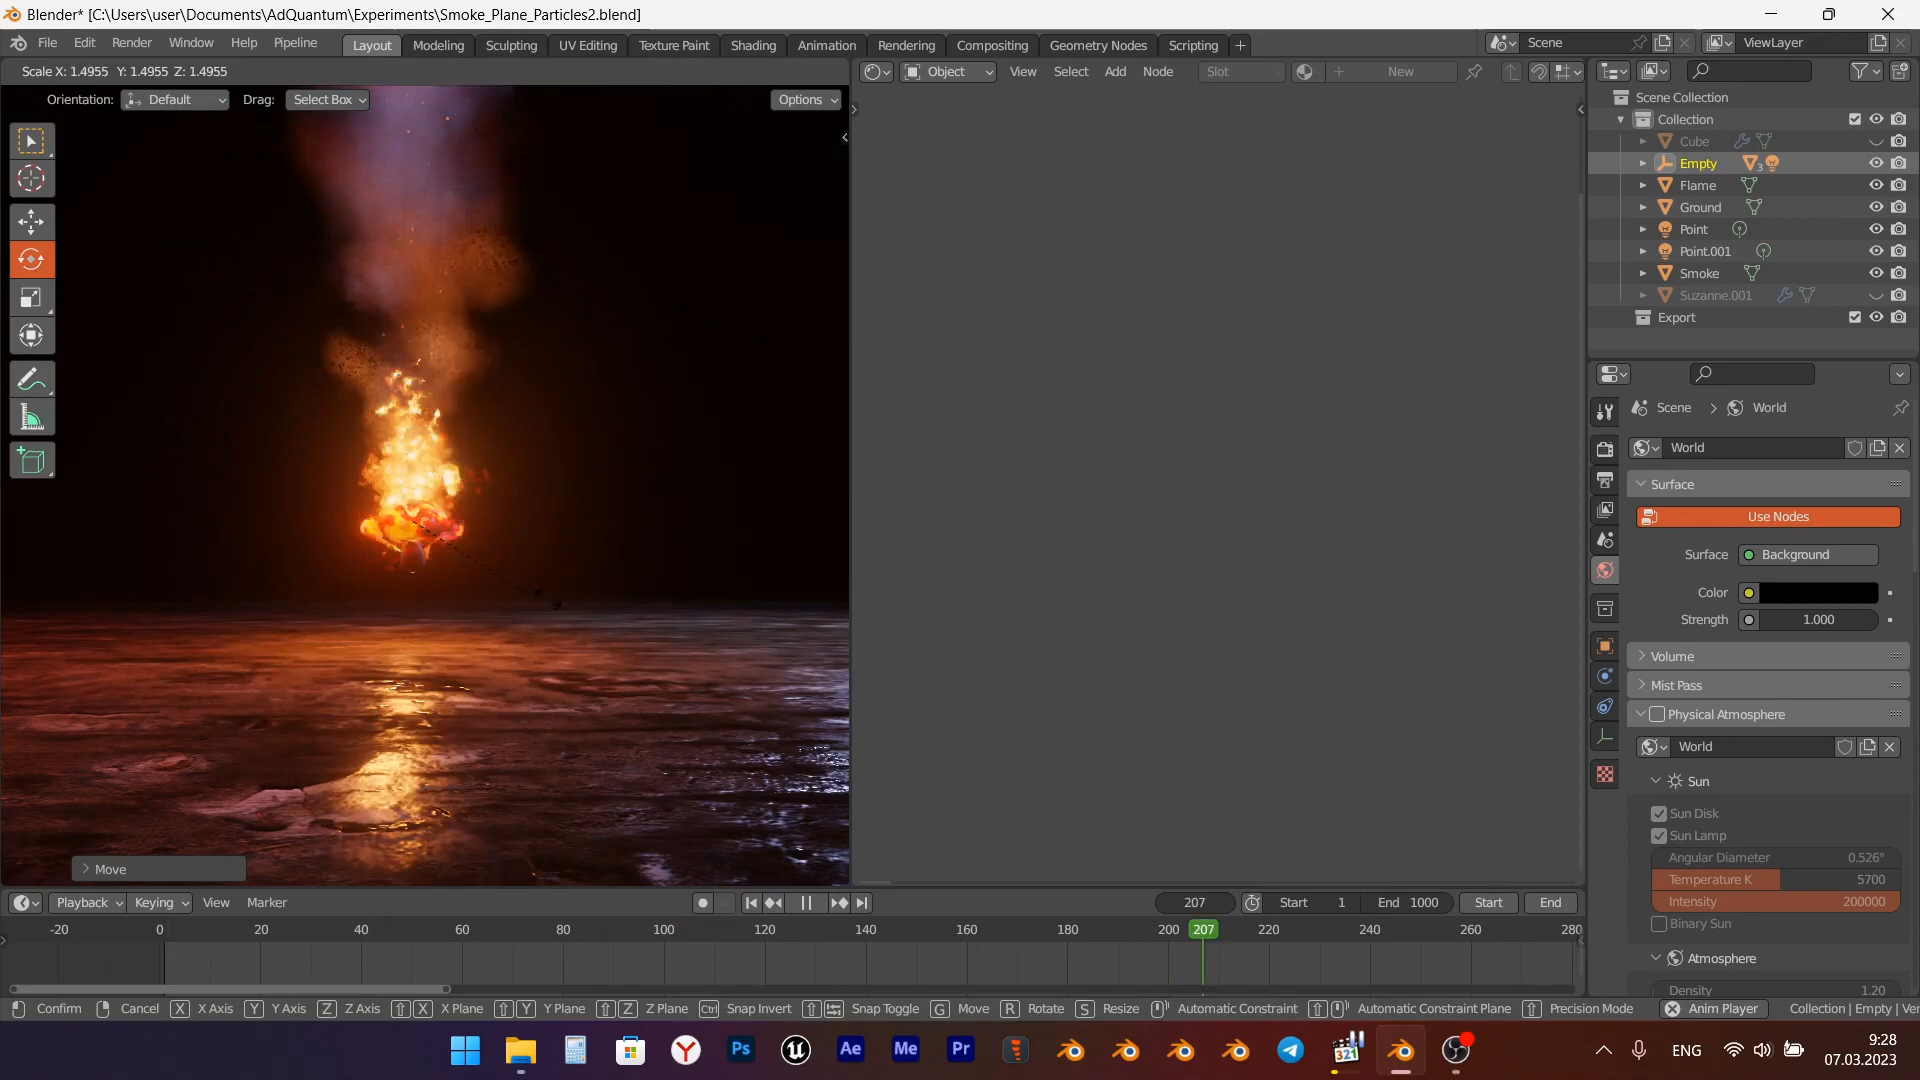 Blender* [C:\Users\user\Documents\AdQuantum\Experiments\Smoke_Plane_Particles2.blend]
File Edit Render Window Help Pipeline Layout Modeling Sculpting UV Editing Texture Paint Shading Animation Rendering Compositing Geometry Nodes Scripting + Scene ViewLayer
Scale X: 1.4955 Y: 1.4955 Z: 1.4955
Object View Select Add Node Slot New
Orientation: Default Drag: Select Box Options
Scene Collection
Collection
Cube
Empty 3
Flame
Ground
Point
Point.001
Smoke
Suzanne.001
Export
Scene > World
World
Surface
Use Nodes
Surface Background
Color
Strength 1.000
Volume
Mist Pass
Physical Atmosphere
World
Sun
Sun Disk
Sun Lamp
Angular Diameter 0.526°
Temperature K 5700
Intensity 200000
Binary Sun
Atmosphere
Density 1.20
Move
Playback Keying View Marker 207 Start 1 End 1000 Start End
-20 0 20 40 60 80 100 120 140 160 180 200 207 220 240 260 280
Confirm Cancel X X Axis Y Y Axis Z Z Axis X X Plane Y Y Plane Z Z Plane Ctrl Snap Invert Snap Toggle G Move R Rotate S Resize Automatic Constraint Automatic Constraint Plane Precision Mode Anim Player Collection | Empty | Ver
Ps Ae Me Pr 321 ENG
9:28
07.03.2023